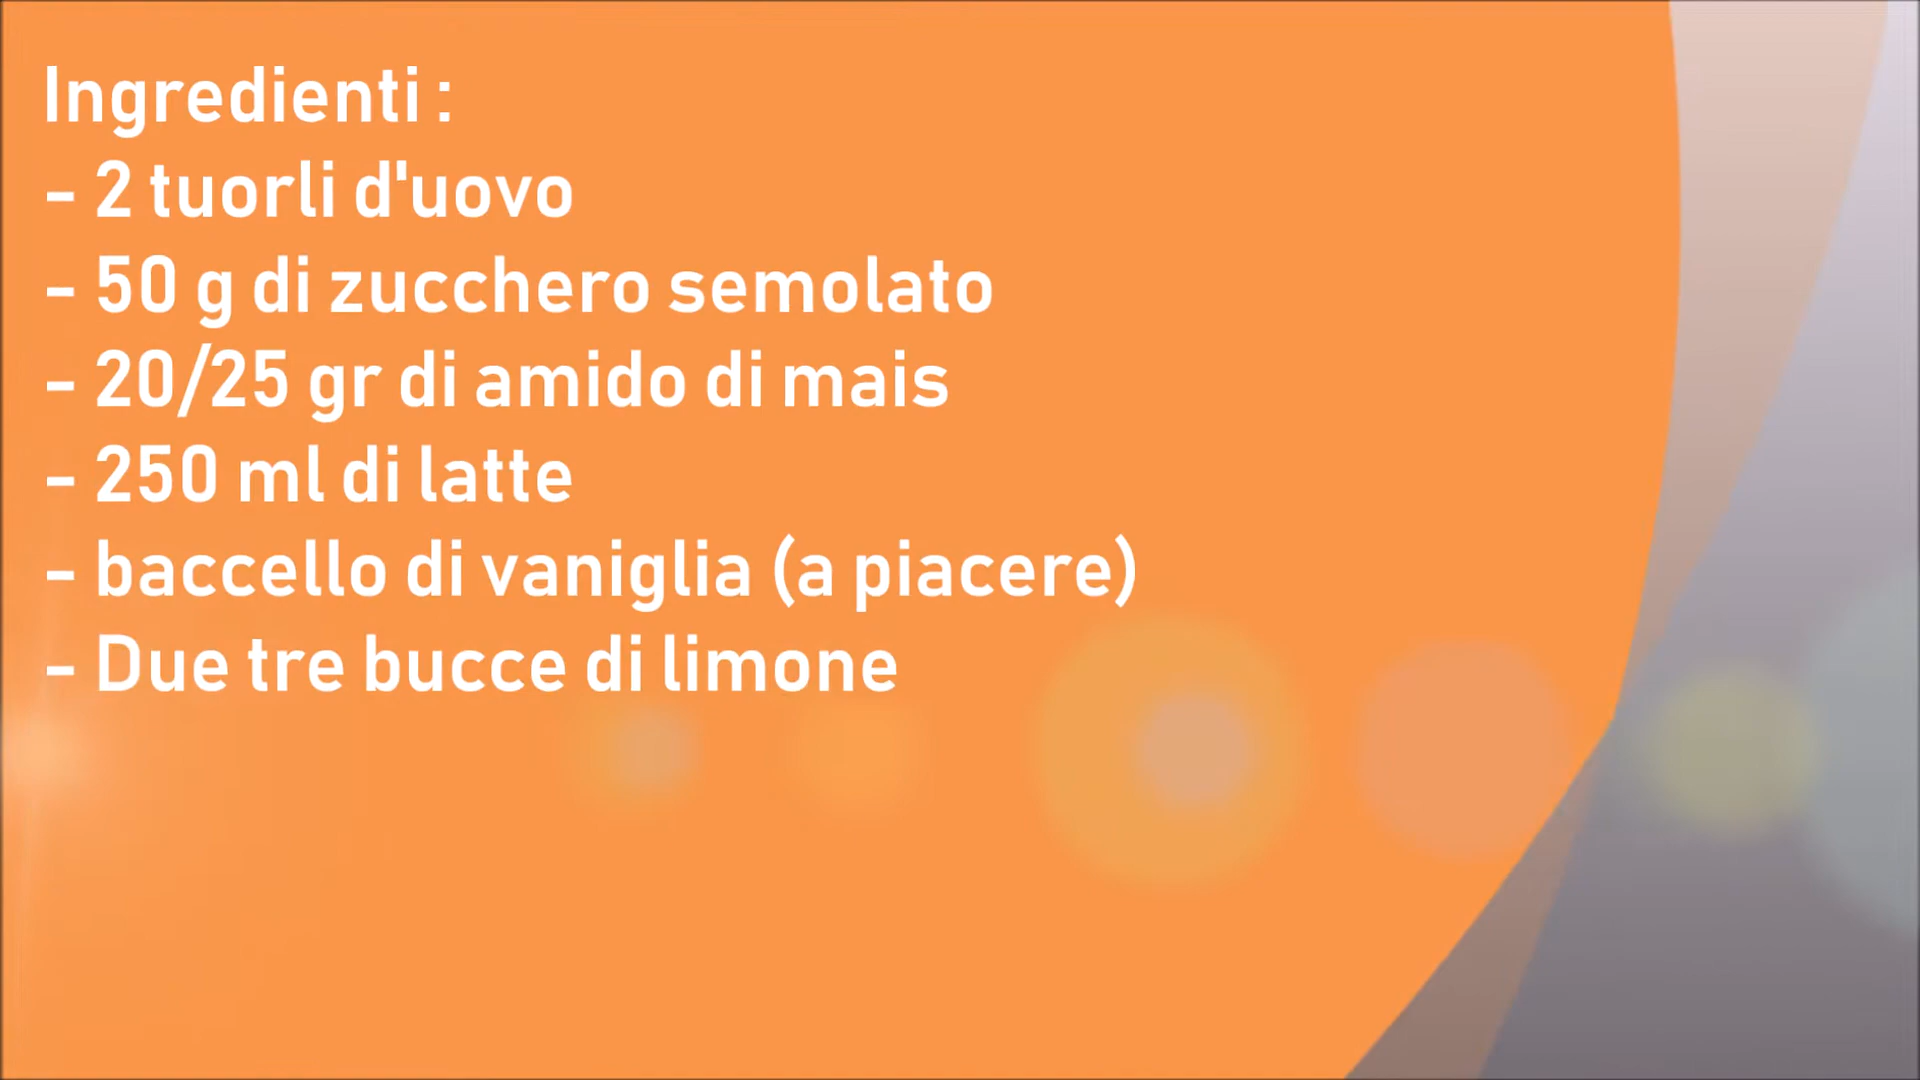 Ingredienti :
- 2 tuorli d'uovo
- 50 g di zucchero semolato
- 20/25 gr di amido di mais
- 250 ml di latte
- baccello di vaniglia (a piacere)
- Due tre bucce di limone